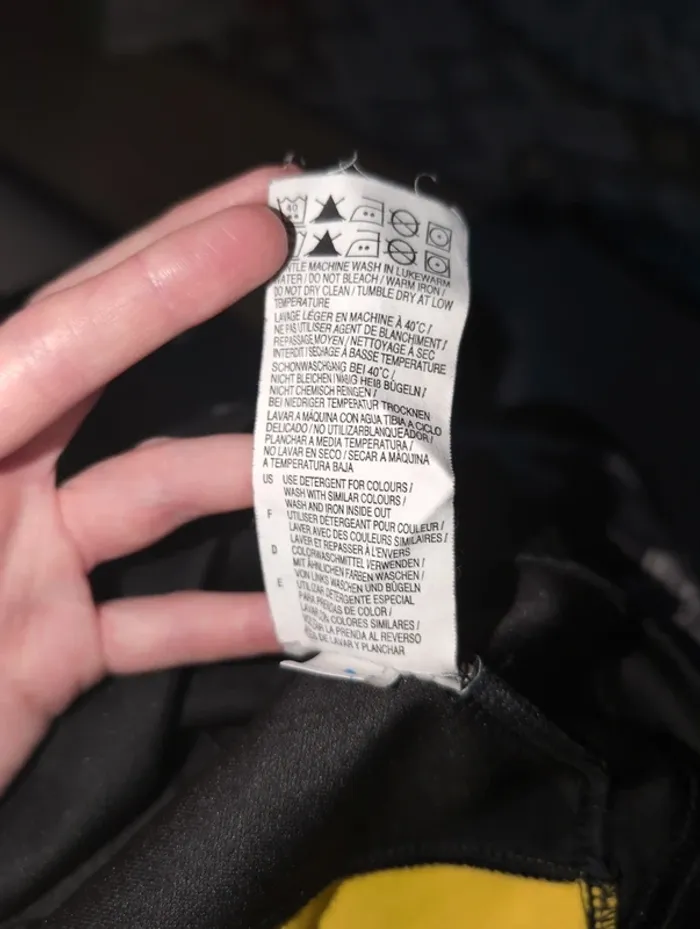 40
MACHINE WASH IN LUKEWARM
WATER / DO NOT BLEACH / WARM IRON /
DO NOT DRY CLEAN / TUMBLE DRY AT LOW
TEMPERATURE
LAVAGE LÉGER EN MACHINE À 40°C /
NE PAS UTILISER AGENT DE BLANCHIMENT /
REPASSAGE MOYEN / NETTOYAGE À SEC
INTERDIT / SECHAGE À BASSE TEMPERATURE
SCHONWASCHGANG BEI 40°C /
NICHT BLEICHEN / MÄßIG HEIß BÜGELN /
NICHT CHEMISCH REINIGEN /
BEI NIEDRIGER TEMPERATUR TROCKNEN
LAVAR A MÁQUINA CON AGUA TIBIA A CICLO
DELICADO / NO UTILIZAR BLANQUEADOR /
PLANCHAR A MEDIA TEMPERATURA /
NO LAVAR EN SECO / SECAR A MÁQUINA
A TEMPERATURA BAJA
US USE DETERGENT FOR COLOURS /
WASH WITH SIMILAR COLOURS /
WASH AND IRON INSIDE OUT
F UTILISER DÉTERGEANT POUR COULEUR /
LAVER AVEC DES COULEURS SIMILAIRES /
LAVER ET REPASSER À L'ENVERS
D COLORWASCHMITTEL VERWENDEN /
MIT ÄHNLICHEN FARBEN WASCHEN /
VON LINKS WASCHEN UND BÜGELN
E UTILIZAR DETERGENTE ESPECIAL
PARA PRENDAS DE COLOR /
LAVAR CON COLORES SIMILARES /
LA PRENDA AL REVERSO
DE LAVAR Y PLANCHAR